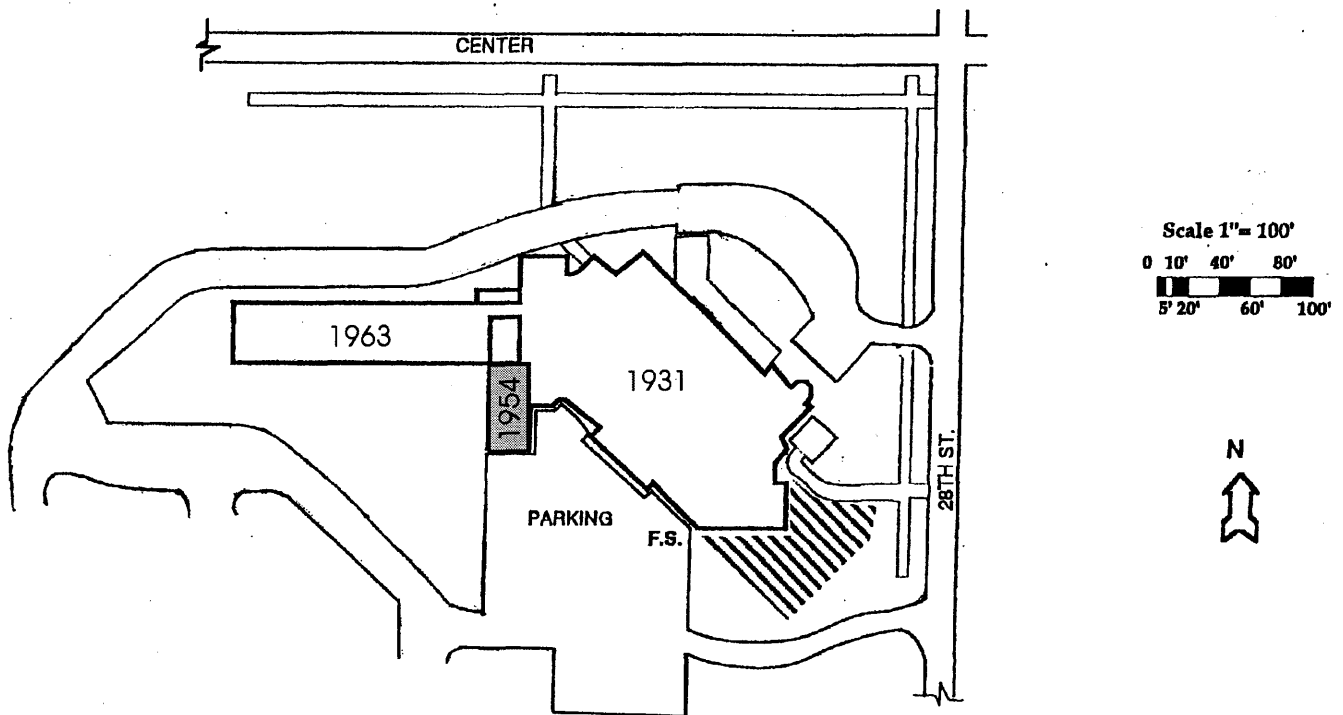 CENTER
Scale 1"= 100'
0 10' 40' 80'
5' 20' 60' 100'
1963
1931
1954
28TH ST.
N
PARKING
F.S.